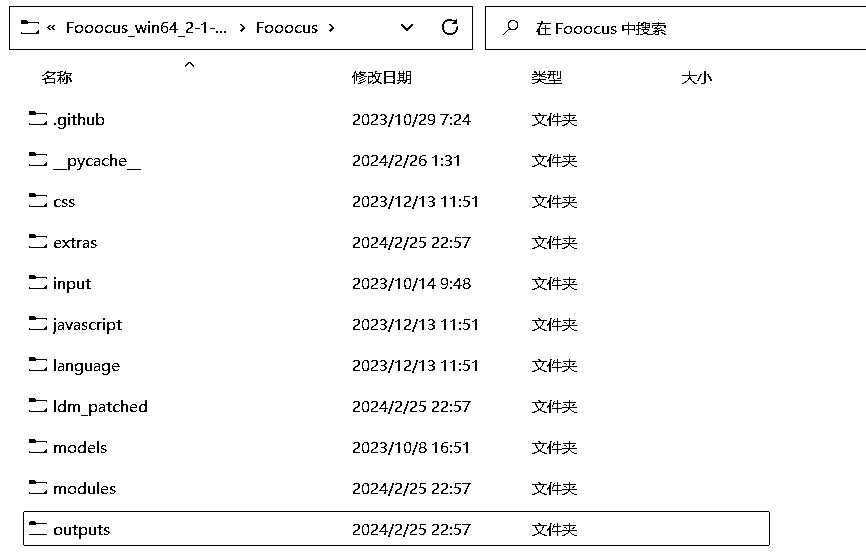 « Fooocus_win64_2-1-... > Fooocus > 在 Fooocus 中搜索
名称 修改日期 类型 大小
.github 2023/10/29 7:24 文件夹
__pycache__ 2024/2/26 1:31 文件夹
css 2023/12/13 11:51 文件夹
extras 2024/2/25 22:57 文件夹
input 2023/10/14 9:48 文件夹
javascript 2023/12/13 11:51 文件夹
language 2023/12/13 11:51 文件夹
ldm_patched 2024/2/25 22:57 文件夹
models 2023/10/8 16:51 文件夹
modules 2024/2/25 22:57 文件夹
outputs 2024/2/25 22:57 文件夹